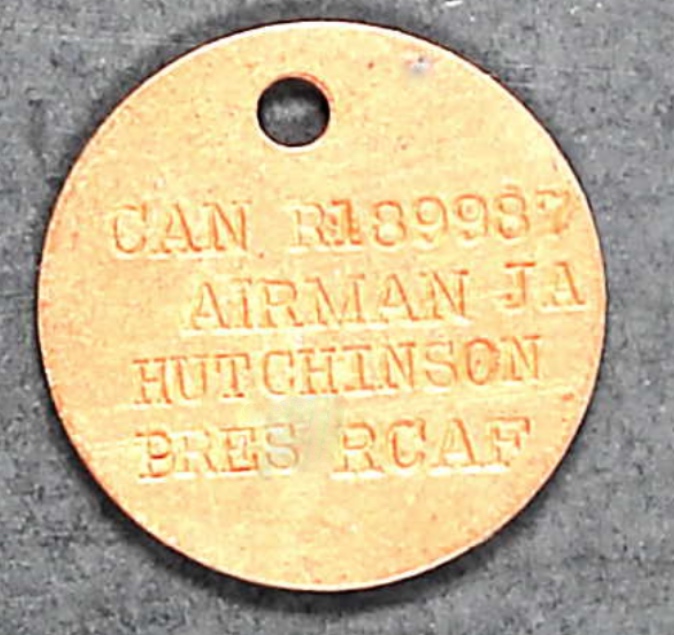 CAN R189987
AIRMAN JA
HUTCHINSON
PRES RCAF